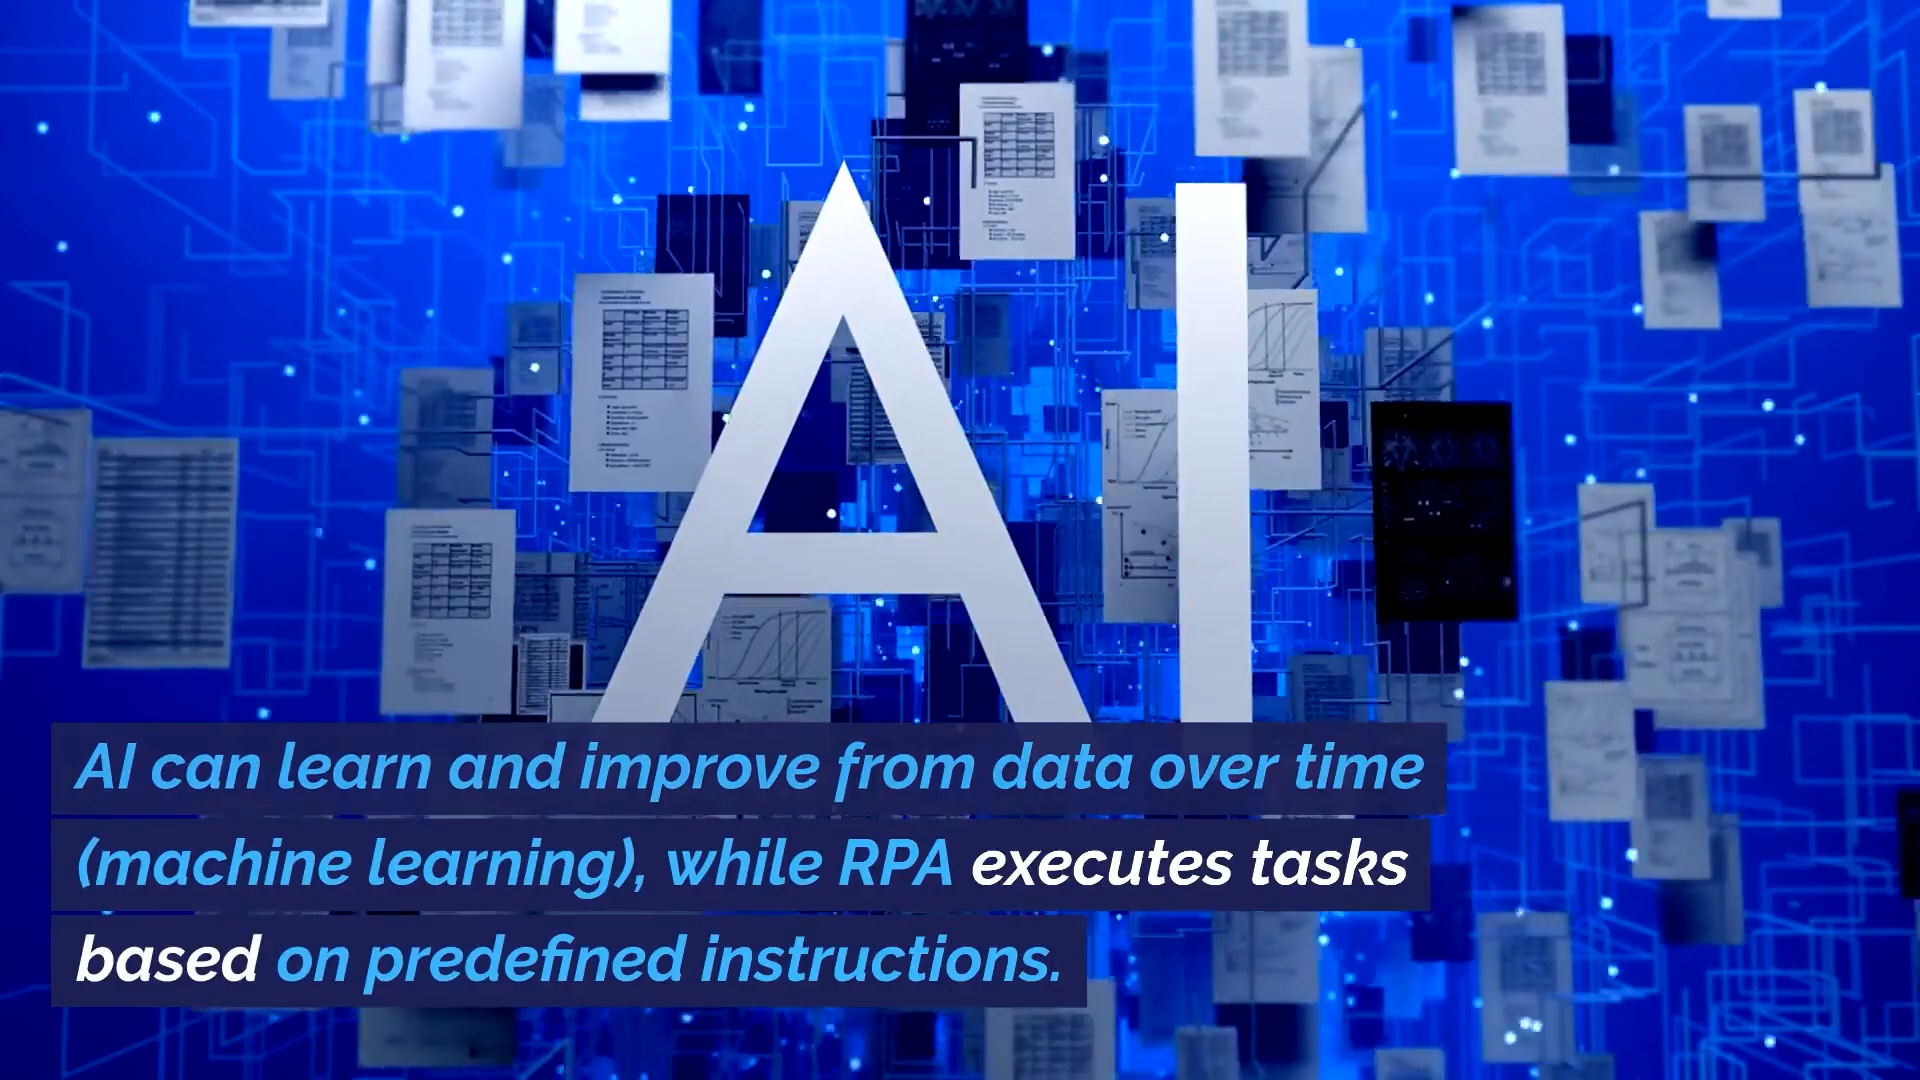 AI
AI can learn and improve from data over time
(machine learning), while RPA executes tasks
based on predefined instructions.